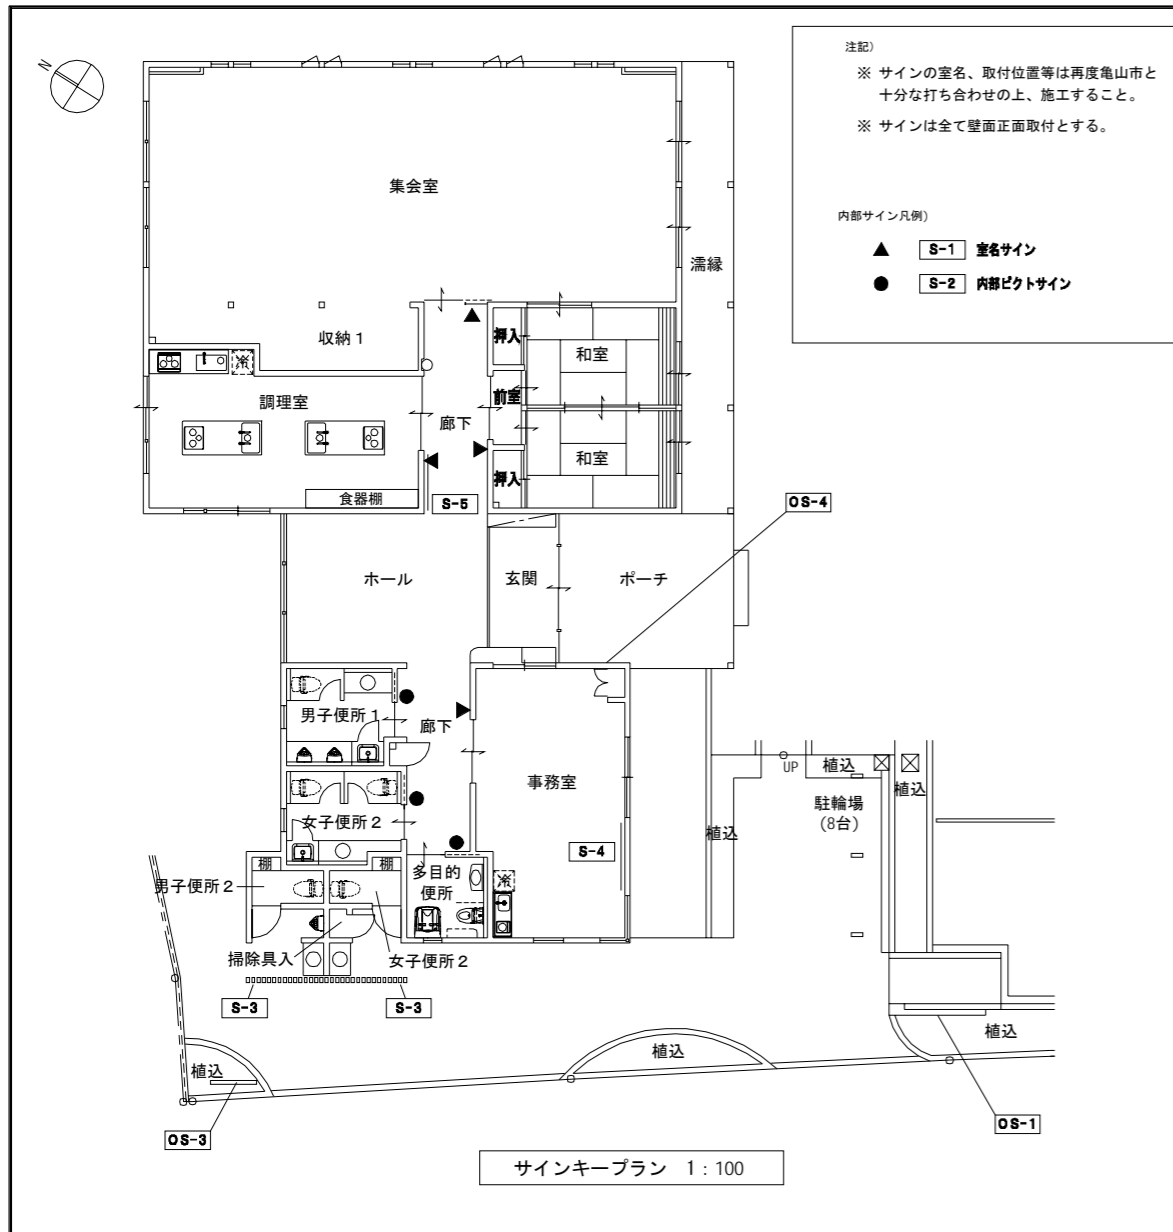 N
注記)
※ サインの室名、取付位置等は再度亀山市と
十分な打ち合わせの上、施工すること。
※ サインは全て壁面正面取付とする。
内部サイン凡例)
▲ S-1 室名サイン
● S-2 内部ピクトサイン
集会室
濡縁
収納1
押入
和室
冷
前室
調理室
廊下
和室
押入
食器棚
S-5
OS-4
ホール
玄関
ポーチ
男子便所1
廊下
UP
植込
植込
事務室
駐輪場
(8台)
女子便所2
植込
S-4
棚
棚
多目的
便所
冷
男子便所2
掃除具入
女子便所2
S-3
S-3
植込
植込
植込
OS-3
OS-1
サインキープラン 1:100